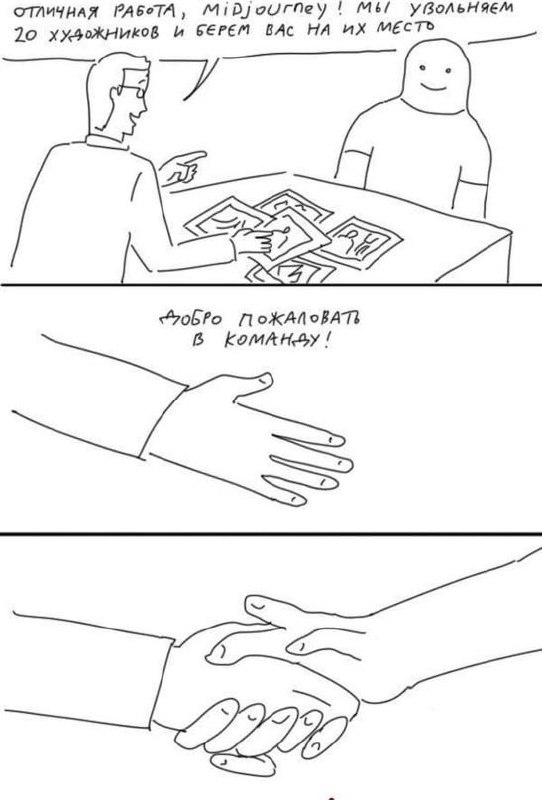 ОТЛИЧНАЯ РАБОТА, MiDjourney! МЫ УВОЛЬНЯЕМ
20 ХУДОЖНИКОВ И БЕРЕМ ВАС НА ИХ МЕСТО
ДОБРО ПОЖАЛОВАТЬ
В КОМАНДУ!